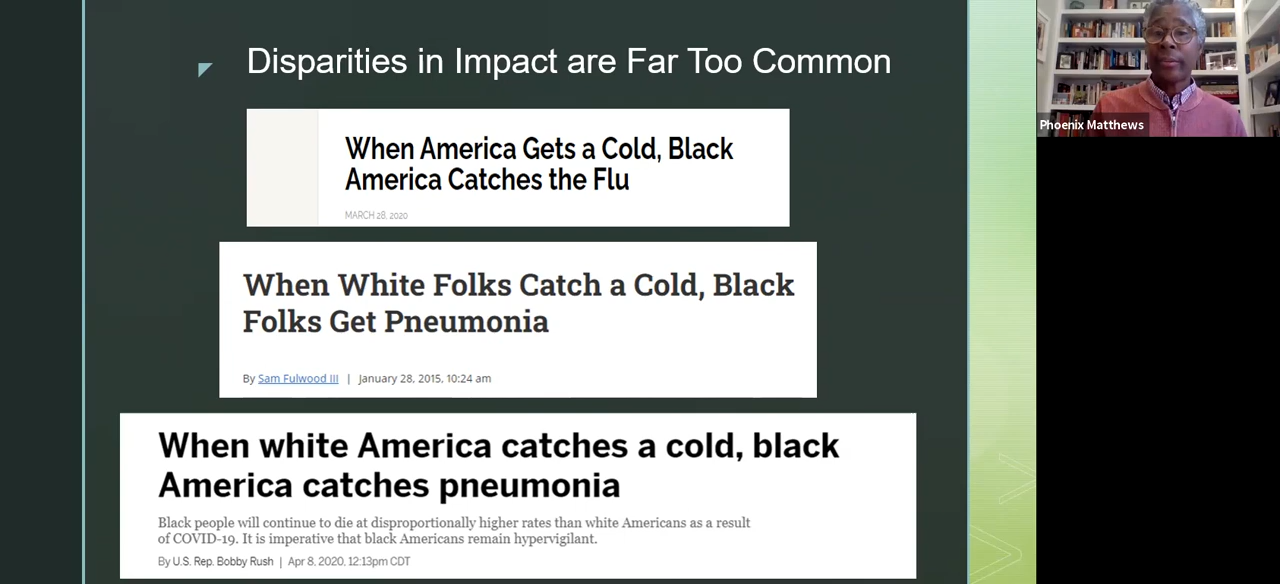 Disparities in Impact are Far Too Common
When America Gets a Cold, Black
America Catches the Flu
MARCH 28, 2020
When White Folks Catch a Cold, Black
Folks Get Pneumonia
By Sam Fulwood III | January 28, 2015, 10:24 am
When white America catches a cold, black
America catches pneumonia
Black people will continue to die at disproportionally higher rates than white Americans as a result
of COVID-19. It is imperative that black Americans remain hypervigilant.
By U.S. Rep. Bobby Rush | Apr 8, 2020, 12:13pm CDT
Phoenix Matthews